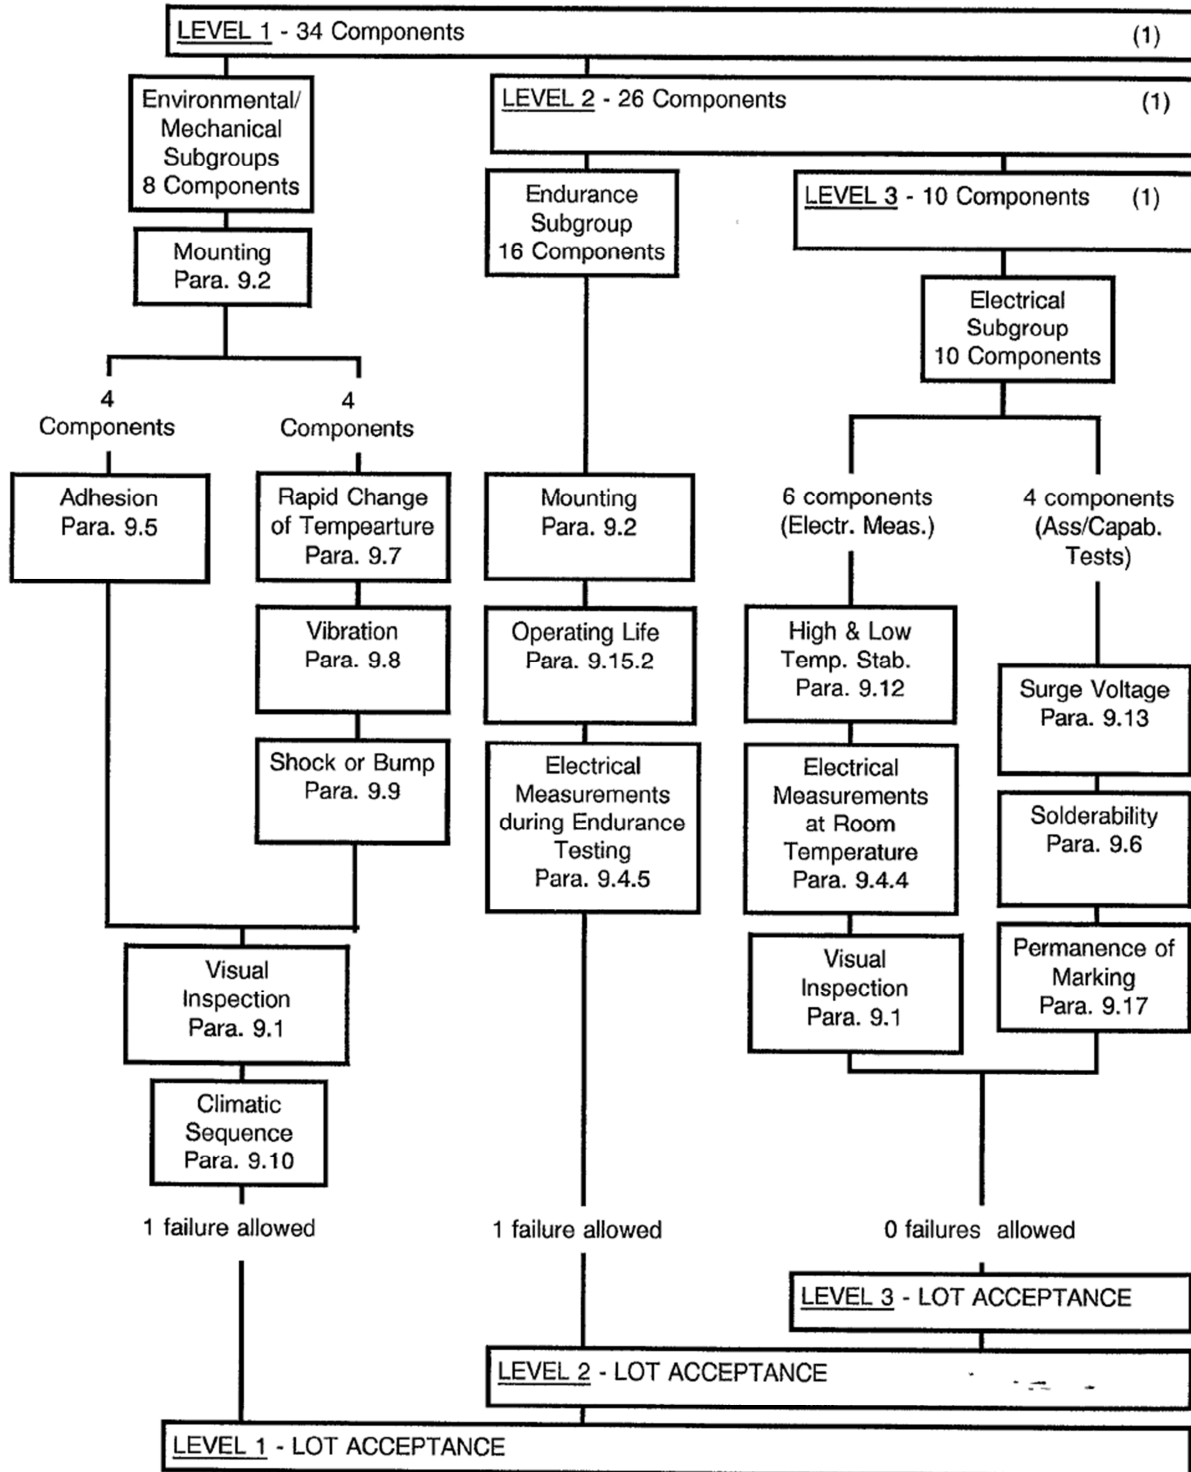 LEVEL 1 - 34 Components (1)
Environmental/
Mechanical
Subgroups
8 Components
LEVEL 2 - 26 Components (1)
Endurance
Subgroup
16 Components
LEVEL 3 - 10 Components (1)
Mounting
Para. 9.2
Electrical
Subgroup
10 Components
4
Components
4
Components
Adhesion
Para. 9.5
Rapid Change
of Tempearture
Para. 9.7
Mounting
Para. 9.2
6 components
(Electr. Meas.)
4 components
(Ass/Capab.
Tests)
Vibration
Para. 9.8
Operating Life
Para. 9.15.2
High & Low
Temp. Stab.
Para. 9.12
Surge Voltage
Para. 9.13
Shock or Bump
Para. 9.9
Electrical
Measurements
during Endurance
Testing
Para. 9.4.5
Electrical
Measurements
at Room
Temperature
Para. 9.4.4
Solderability
Para. 9.6
Visual
Inspection
Para. 9.1
Visual
Inspection
Para. 9.1
Permanence of
Marking
Para. 9.17
Climatic
Sequence
Para. 9.10
1 failure allowed
1 failure allowed
0 failures allowed
LEVEL 3 - LOT ACCEPTANCE
LEVEL 2 - LOT ACCEPTANCE
LEVEL 1 - LOT ACCEPTANCE